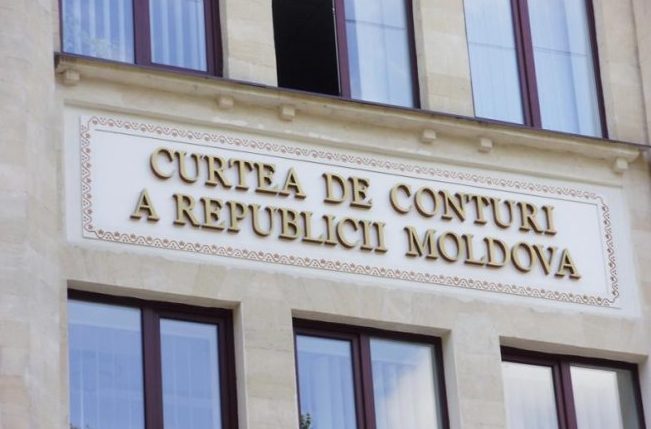 CURTEA DE CONTURI
A REPUBLICII MOLDOVA